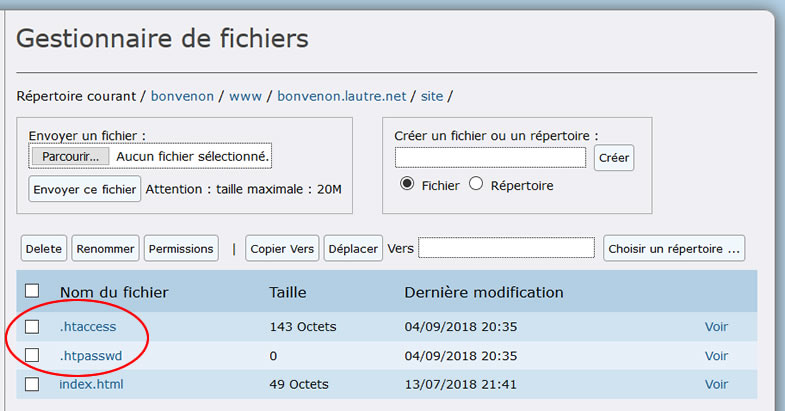 Gestionnaire de fichiers
Répertoire courant / bonvenon / www / bonvenon.lautre.net / site /
Envoyer un fichier :
Parcourir... Aucun fichier sélectionné.
Envoyer ce fichier Attention : taille maximale : 20M
Créer un fichier ou un répertoire :
Créer
Fichier Répertoire
Delete Renommer Permissions | Copier Vers Déplacer Vers Choisir un répertoire ...
Nom du fichier Taille Dernière modification
.htaccess 143 Octets 04/09/2018 20:35 Voir
.htpasswd 0 04/09/2018 20:35 Voir
index.html 49 Octets 13/07/2018 21:41 Voir